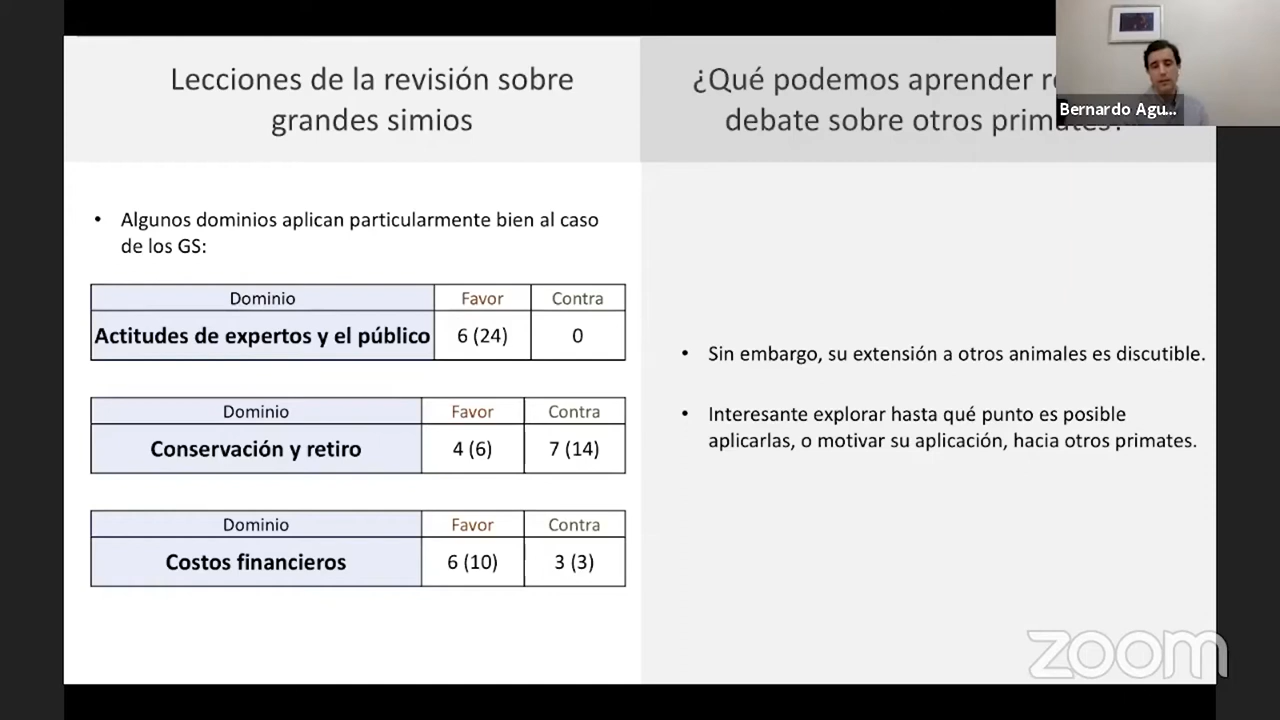 Lecciones de la revisión sobre
grandes simios
¿Qué podemos aprender
debate sobre otros
Bernardo Agu...
• Algunos dominios aplican particularmente bien al caso
de los GS:
Dominio Favor Contra
Actitudes de expertos y el público 6 (24) 0
Dominio Favor Contra
Conservación y retiro 4 (6) 7 (14)
Dominio Favor Contra
Costos financieros 6 (10) 3 (3)
• Sin embargo, su extensión a otros animales es discutible.
• Interesante explorar hasta qué punto es posible
aplicarlas, o motivar su aplicación, hacia otros primates.
zoom